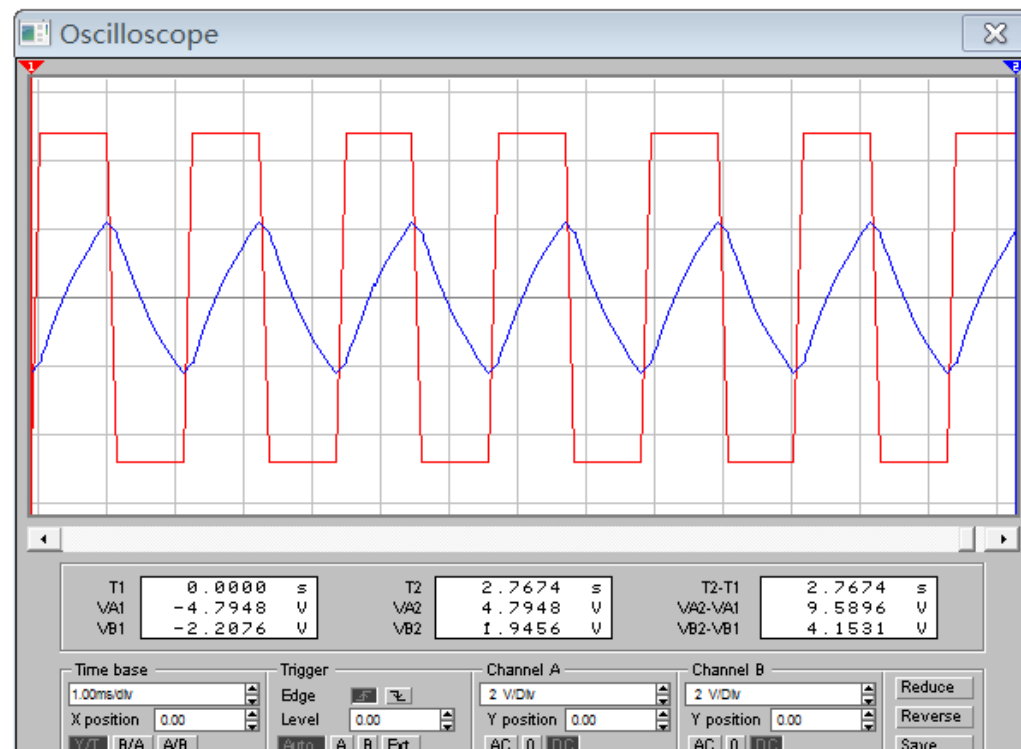 Oscilloscope
1
2
T1 0.0000 s T2 2.7674 s T2-T1 2.7674 s
VA1 -4.7948 V VA2 4.7948 V VA2-VA1 9.5896 V
VB1 -2.2076 V VB2 1.9456 V VB2-VB1 4.1531 V
Time base Trigger Channel A Channel B
1.00ms/div Edge 2 V/Div 2 V/Div Reduce
X position 0.00 Level 0.00 Y position 0.00 Y position 0.00 Reverse
Y/T B/A A/B Auto A B Ext AC 0 DC AC 0 DC Save